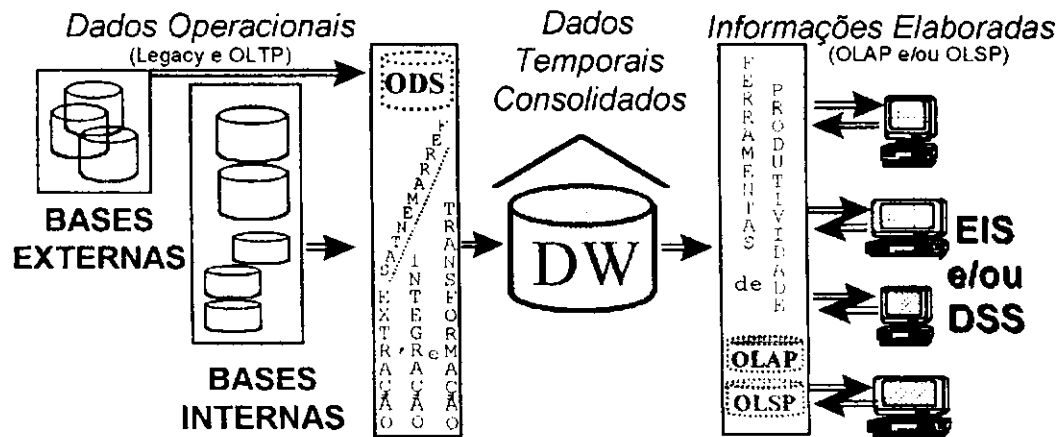 Dados Operacionais
(Legacy e OLTP)
Dados
Temporais
Consolidados
Informações Elaboradas
(OLAP e/ou OLSP)
BASES
EXTERNAS
BASES
INTERNAS
ODS
FERRAMENTAS
EXTRAÇÃO
, INTEGRAÇÃO
e
TRANSFORMAÇÃO
DW
FERRAMENTAS
de
PRODUTIVIDADE
OLAP
OLSP
EIS
e/ou
DSS